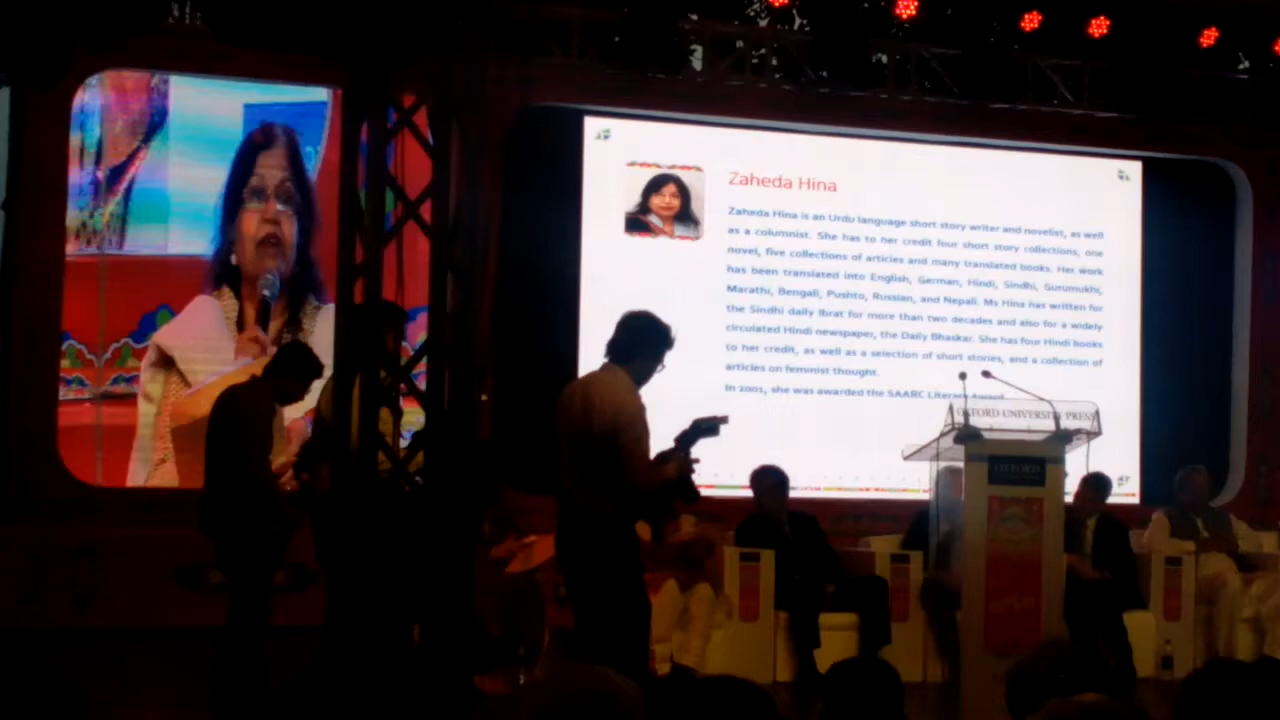 Zaheda Hina
Zaheda Hina is an Urdu language short story writer and novelist, as well
as a columnist. She has to her credit four short story collections, one
novel, five collections of articles and many translated books. Her work
has been translated into English, German, Hindi, Sindhi, Gurumukhi,
Marathi, Bengali, Pushto, Russian, and Nepali. Ms Hina has written for
the Sindhi daily Ibrat for more than two decades and also for a widely
circulated Hindi newspaper, the Daily Bhaskar. She has four Hindi books
to her credit, as well as a selection of short stories, and a collection of
articles on feminist thought.
In 2001, she was awarded the SAARC Literary Award
OXFORD UNIVERSITY PRESS
OXFORD